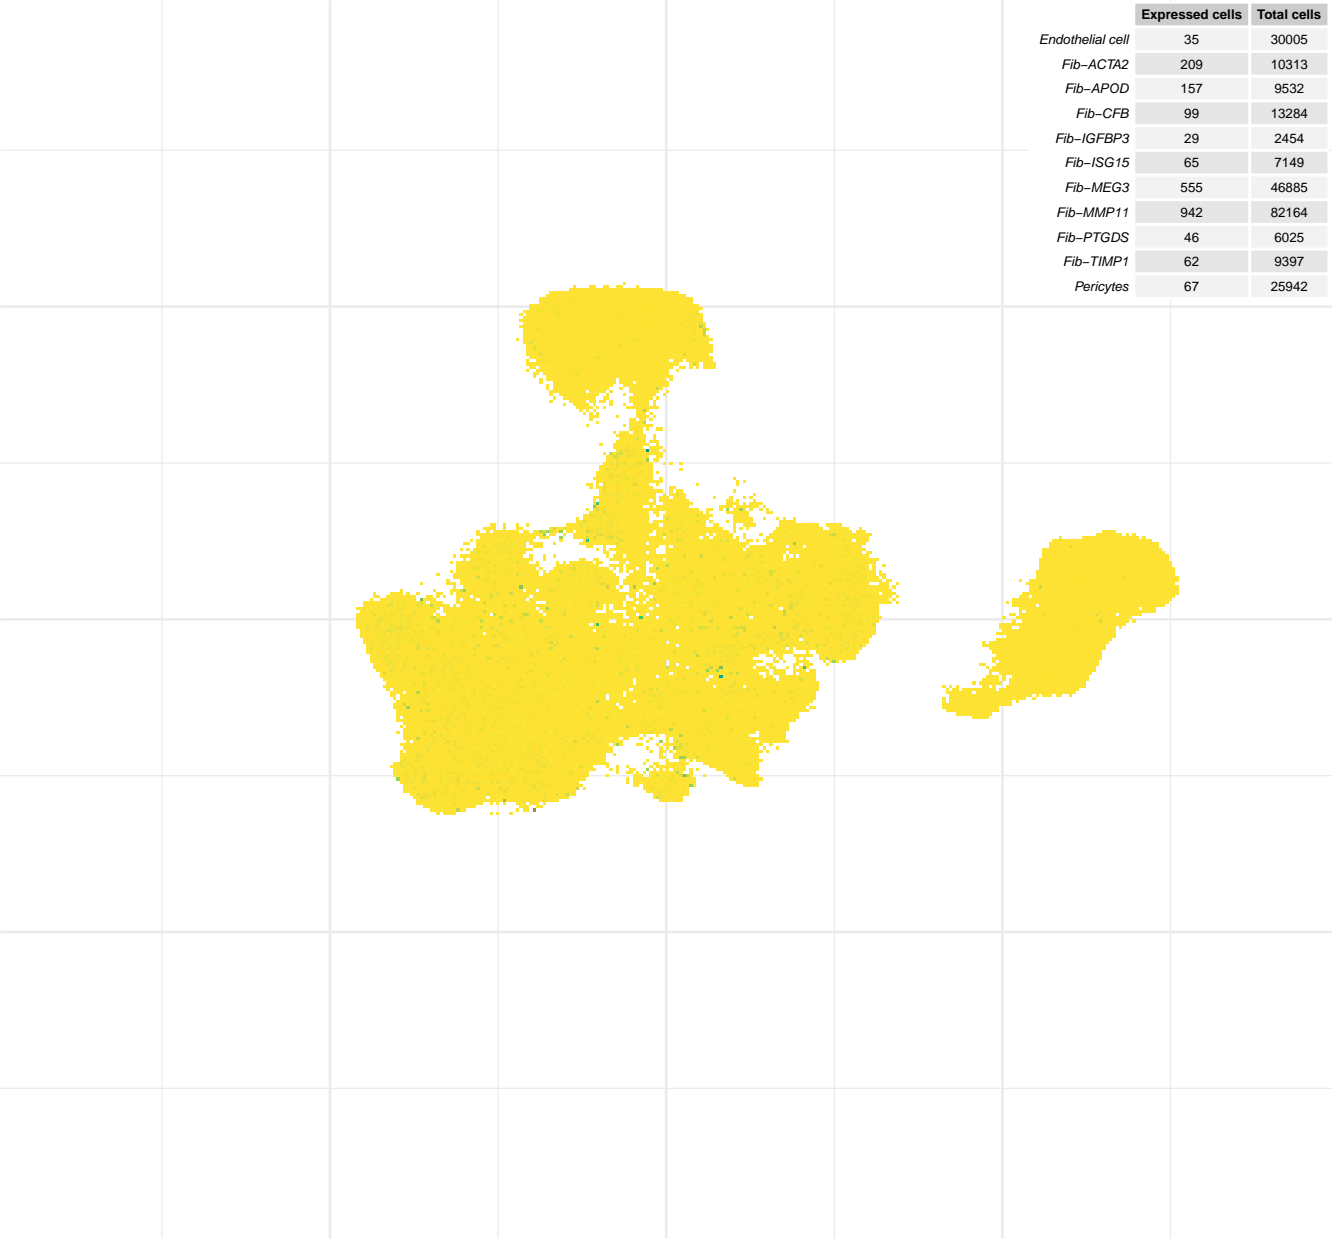 Expressed cells Total cells
Endothelial cell 35 30005
Fib−ACTA2 209 10313
Fib−APOD 157 9532
Fib−CFB 99 13284
Fib−IGFBP3 29 2454
Fib−ISG15 65 7149
Fib−MEG3 555 46885
Fib−MMP11 942 82164
Fib−PTGDS 46 6025
Fib−TIMP1 62 9397
Pericytes 67 25942